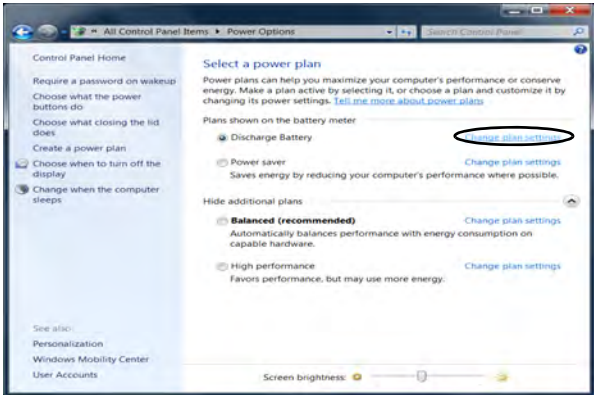 « All Control Panel Items ▸ Power Options
Search Control Panel
Control Panel Home
Require a password on wakeup
Choose what the power
buttons do
Choose what closing the lid
does
Create a power plan
Choose when to turn off the
display
Change when the computer
sleeps
See also
Personalization
Windows Mobility Center
User Accounts
Select a power plan
Power plans can help you maximize your computer's performance or conserve
energy. Make a plan active by selecting it, or choose a plan and customize it by
changing its power settings. Tell me more about power plans
Plans shown on the battery meter
Discharge Battery Change plan settings
Power saver Change plan settings
Saves energy by reducing your computer's performance where possible.
Hide additional plans
Balanced (recommended) Change plan settings
Automatically balances performance with energy consumption on
capable hardware.
High performance Change plan settings
Favors performance, but may use more energy.
Screen brightness: